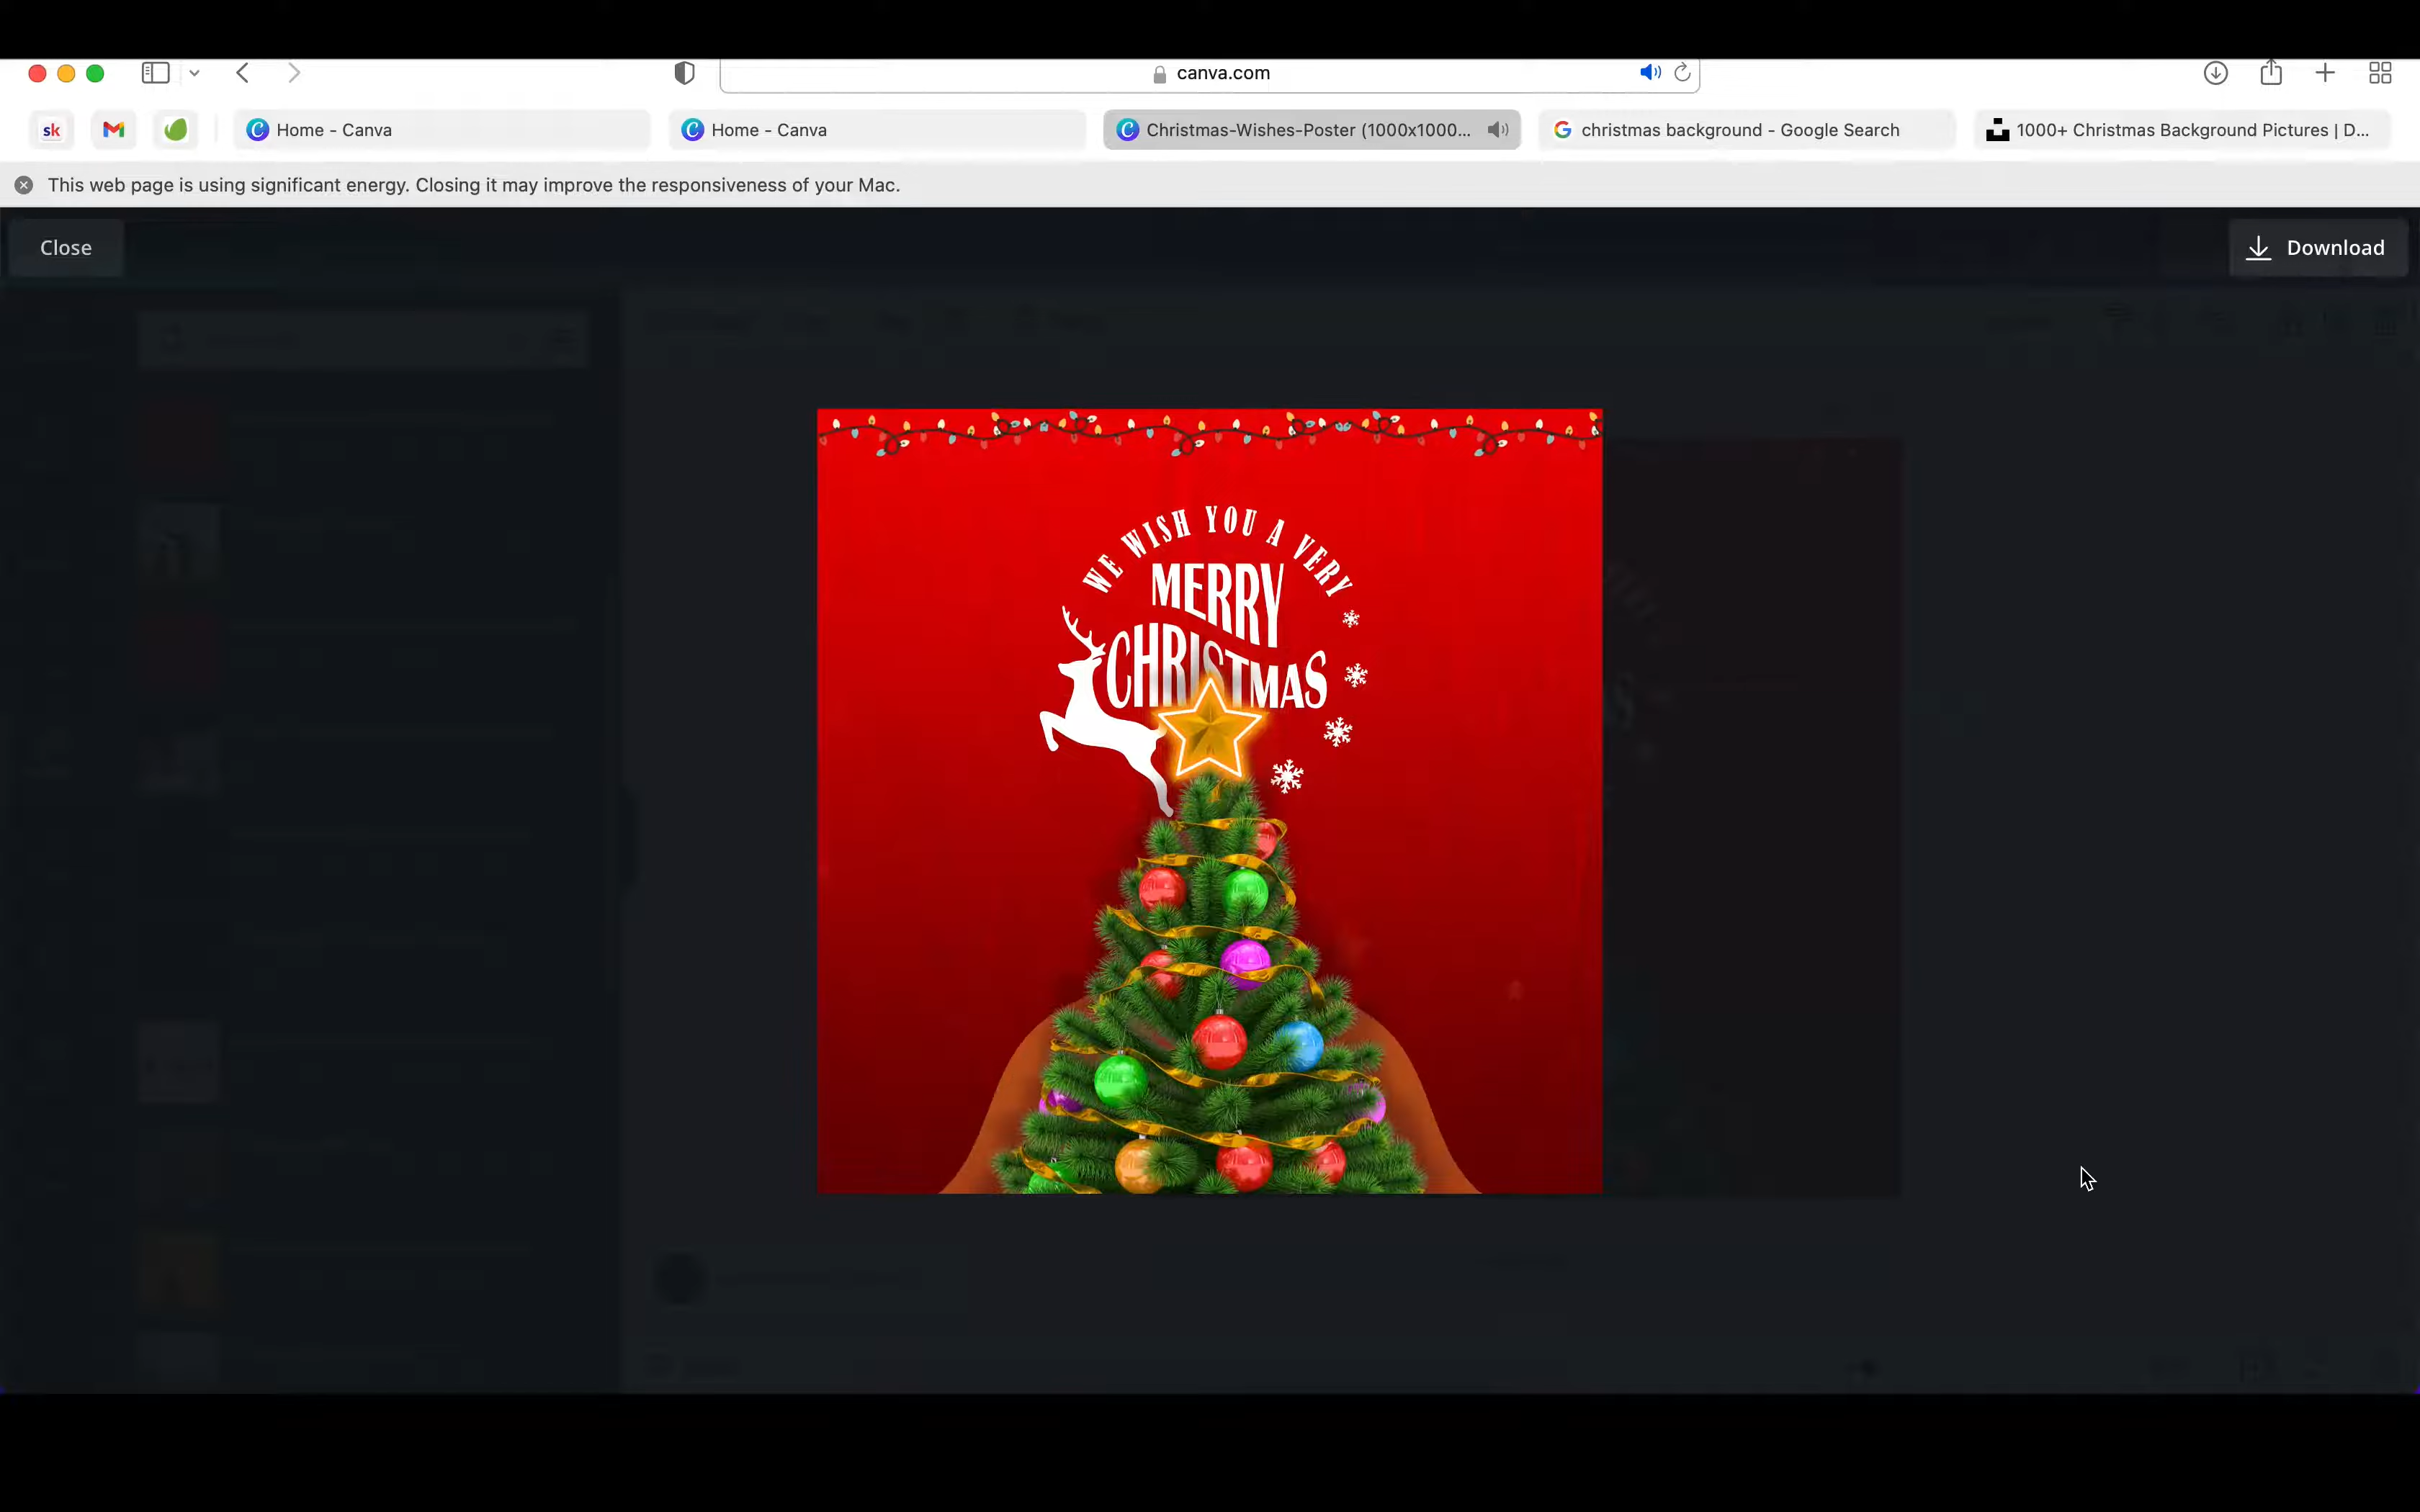 canva.com
sk
Home - Canva
Home - Canva
Christmas-Wishes-Poster (1000x1000...
christmas background - Google Search
1000+ Christmas Background Pictures | D...
This web page is using significant energy. Closing it may improve the responsiveness of your Mac.
Close
Download
WE WISH YOU A VERY
MERRY
CHRISTMAS